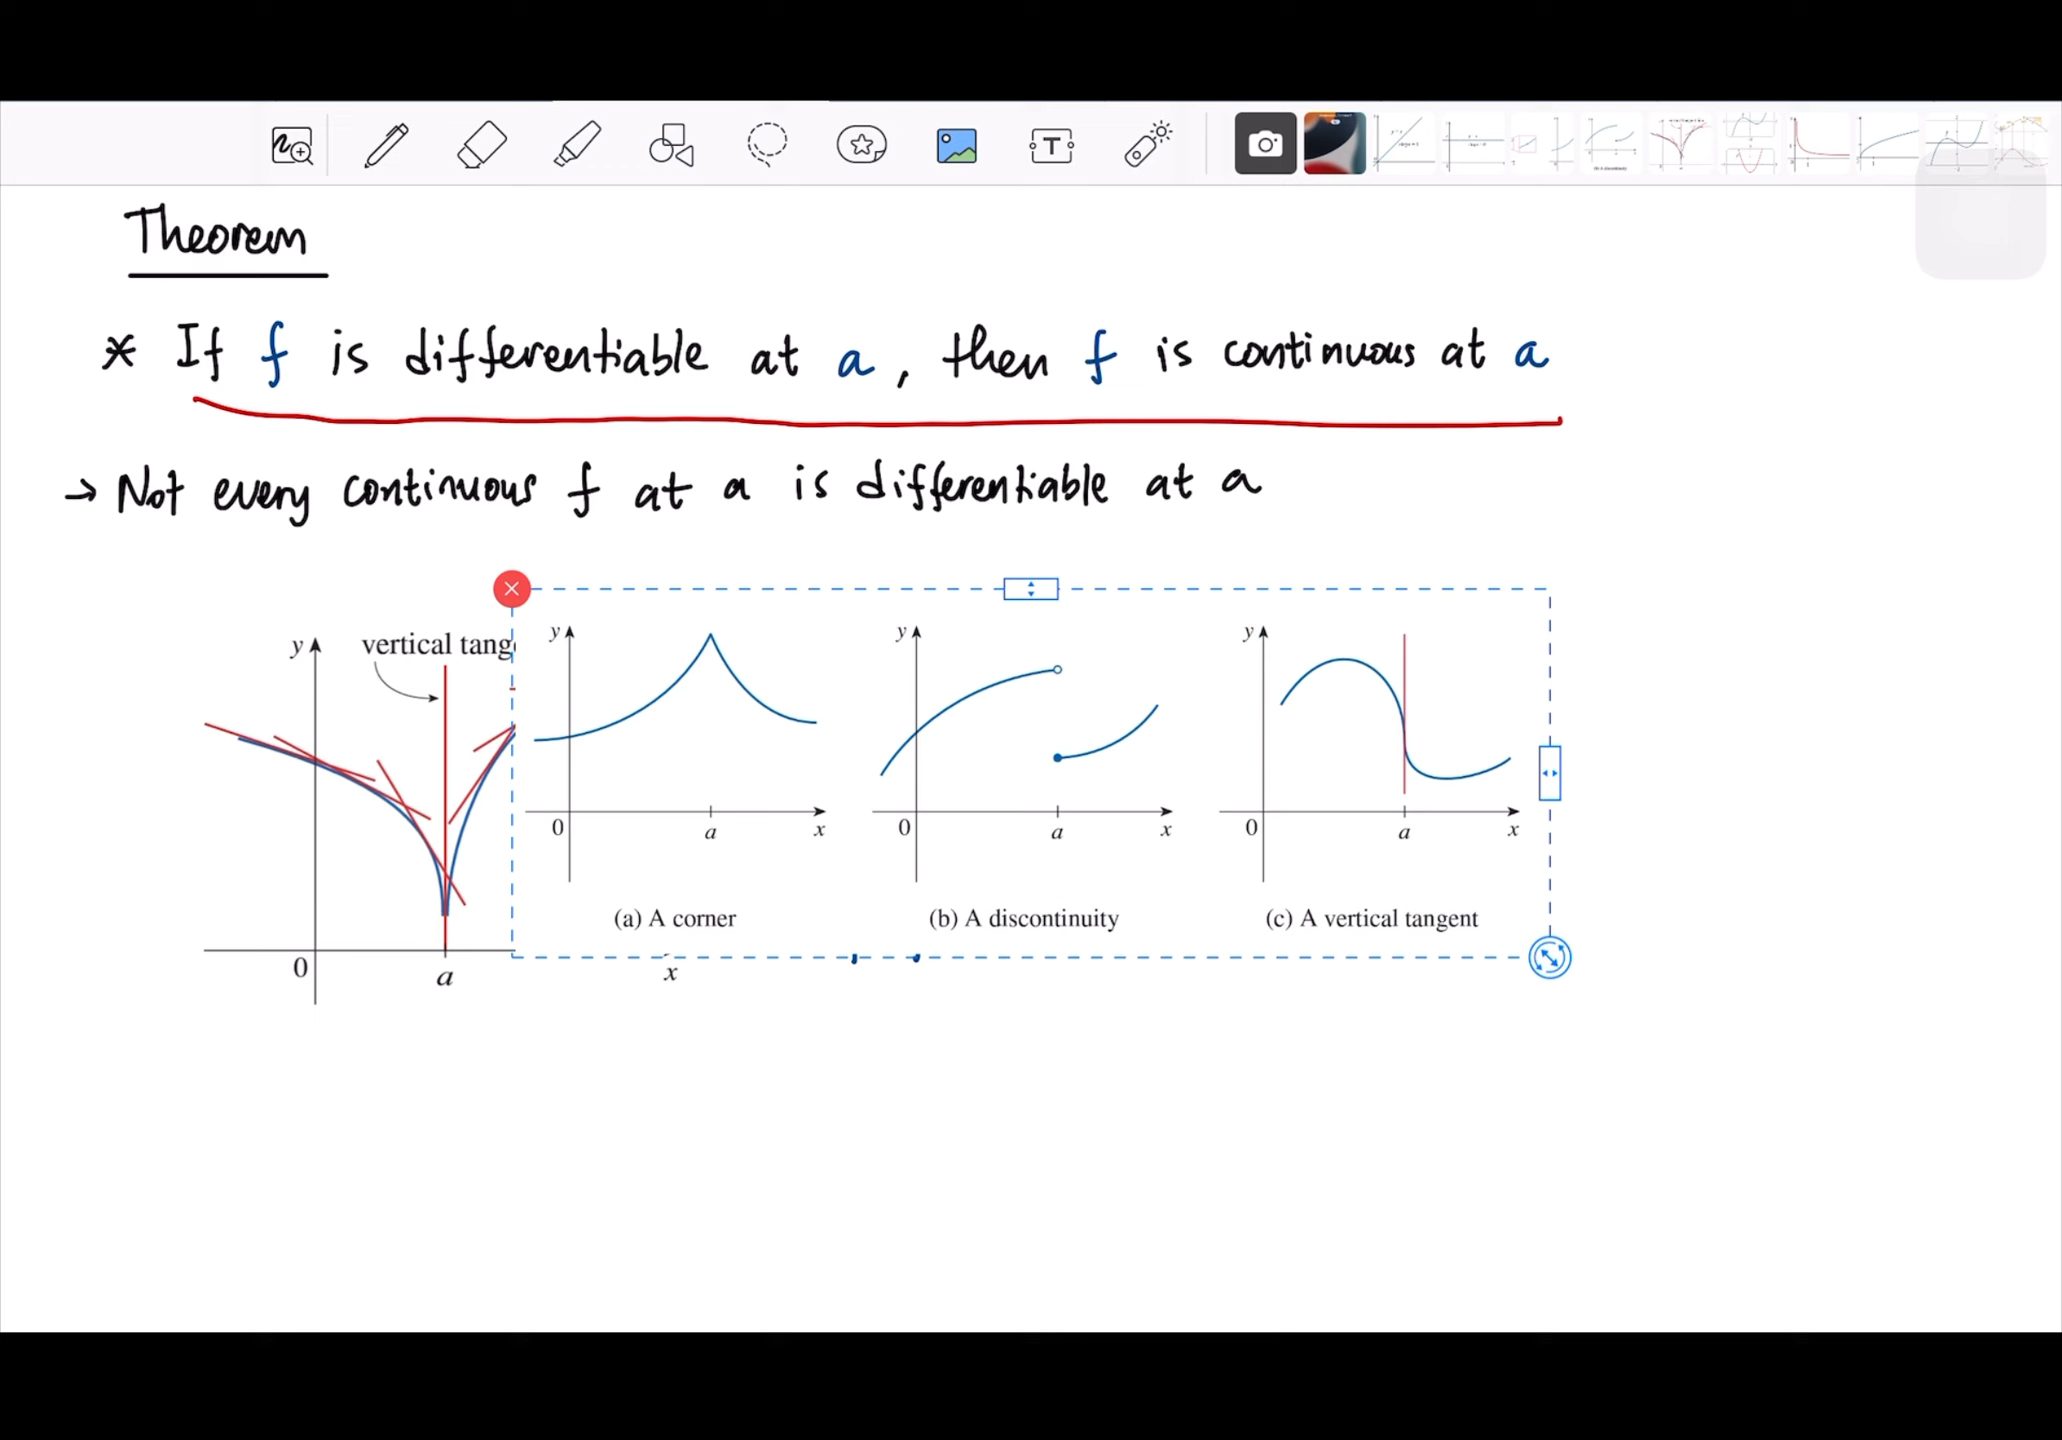 Theorem
* If f is differentiable at a, then f is continuous at a
→ Not every continuous f at a is differentiable at a
y vertical tang
0 a x
y
0 a x
(a) A corner
y
0 a x
(b) A discontinuity
y
0 a x
(c) A vertical tangent
T